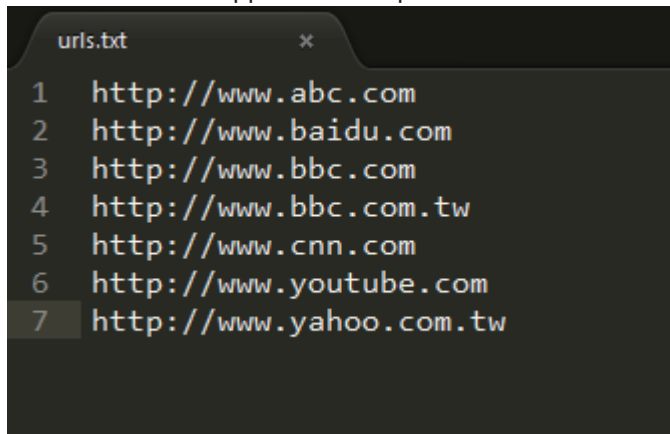 urls.txt ×
1 http://www.abc.com
2 http://www.baidu.com
3 http://www.bbc.com
4 http://www.bbc.com.tw
5 http://www.cnn.com
6 http://www.youtube.com
7 http://www.yahoo.com.tw